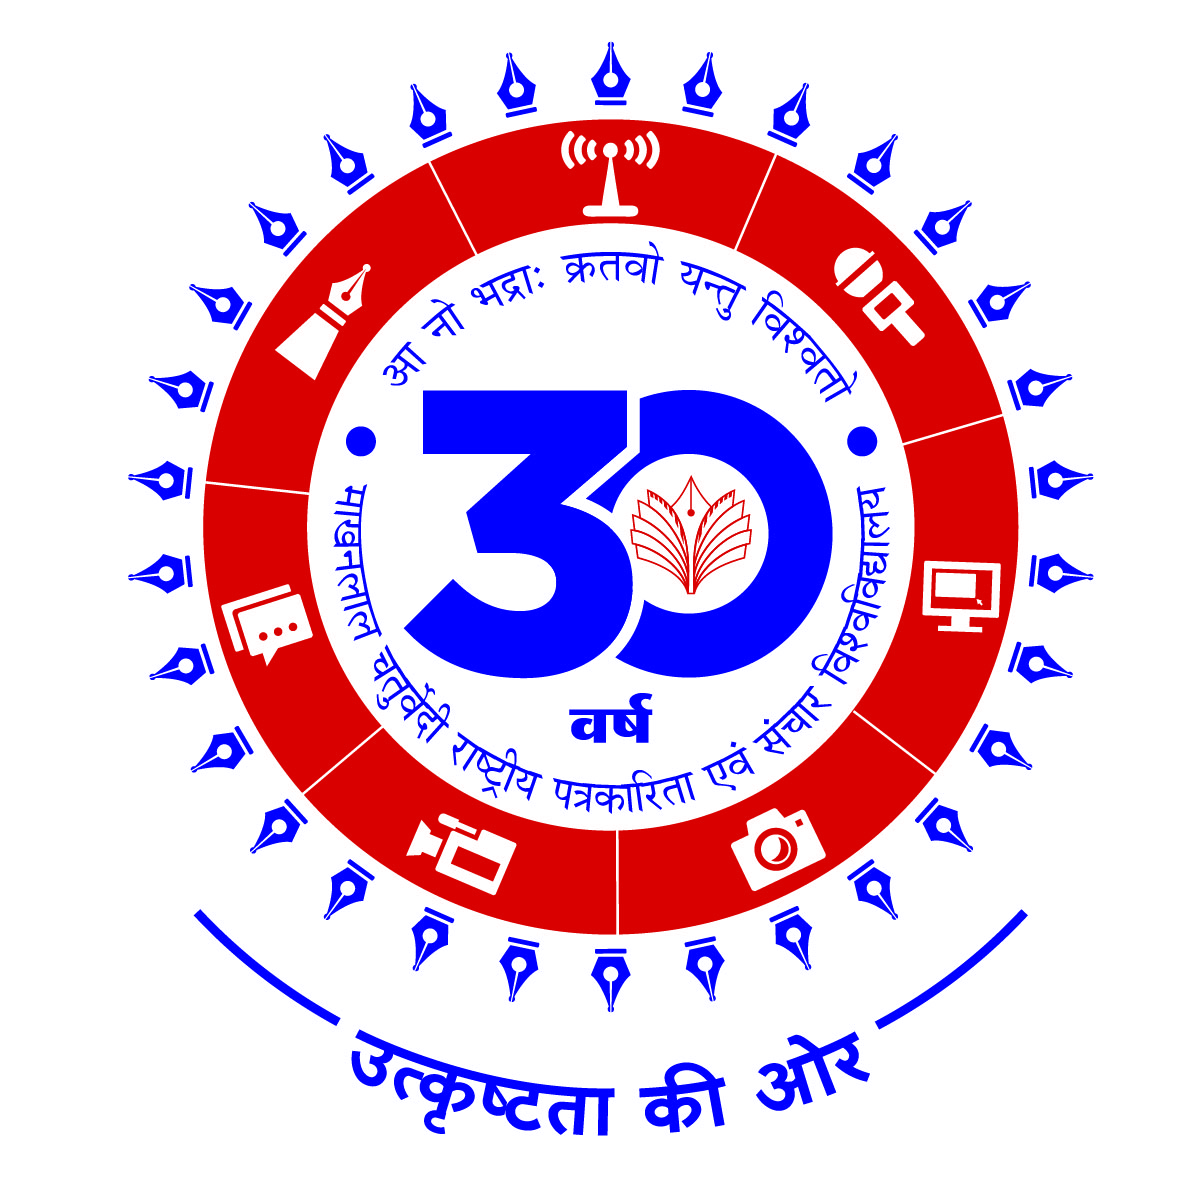 आ नो भद्राः क्रतवो यन्तु विश्वतो
30
वर्ष
माखनलाल चतुर्वेदी राष्ट्रीय पत्रकारिता एवं संचार विश्वविद्यालय
उत्कृष्टता की ओर